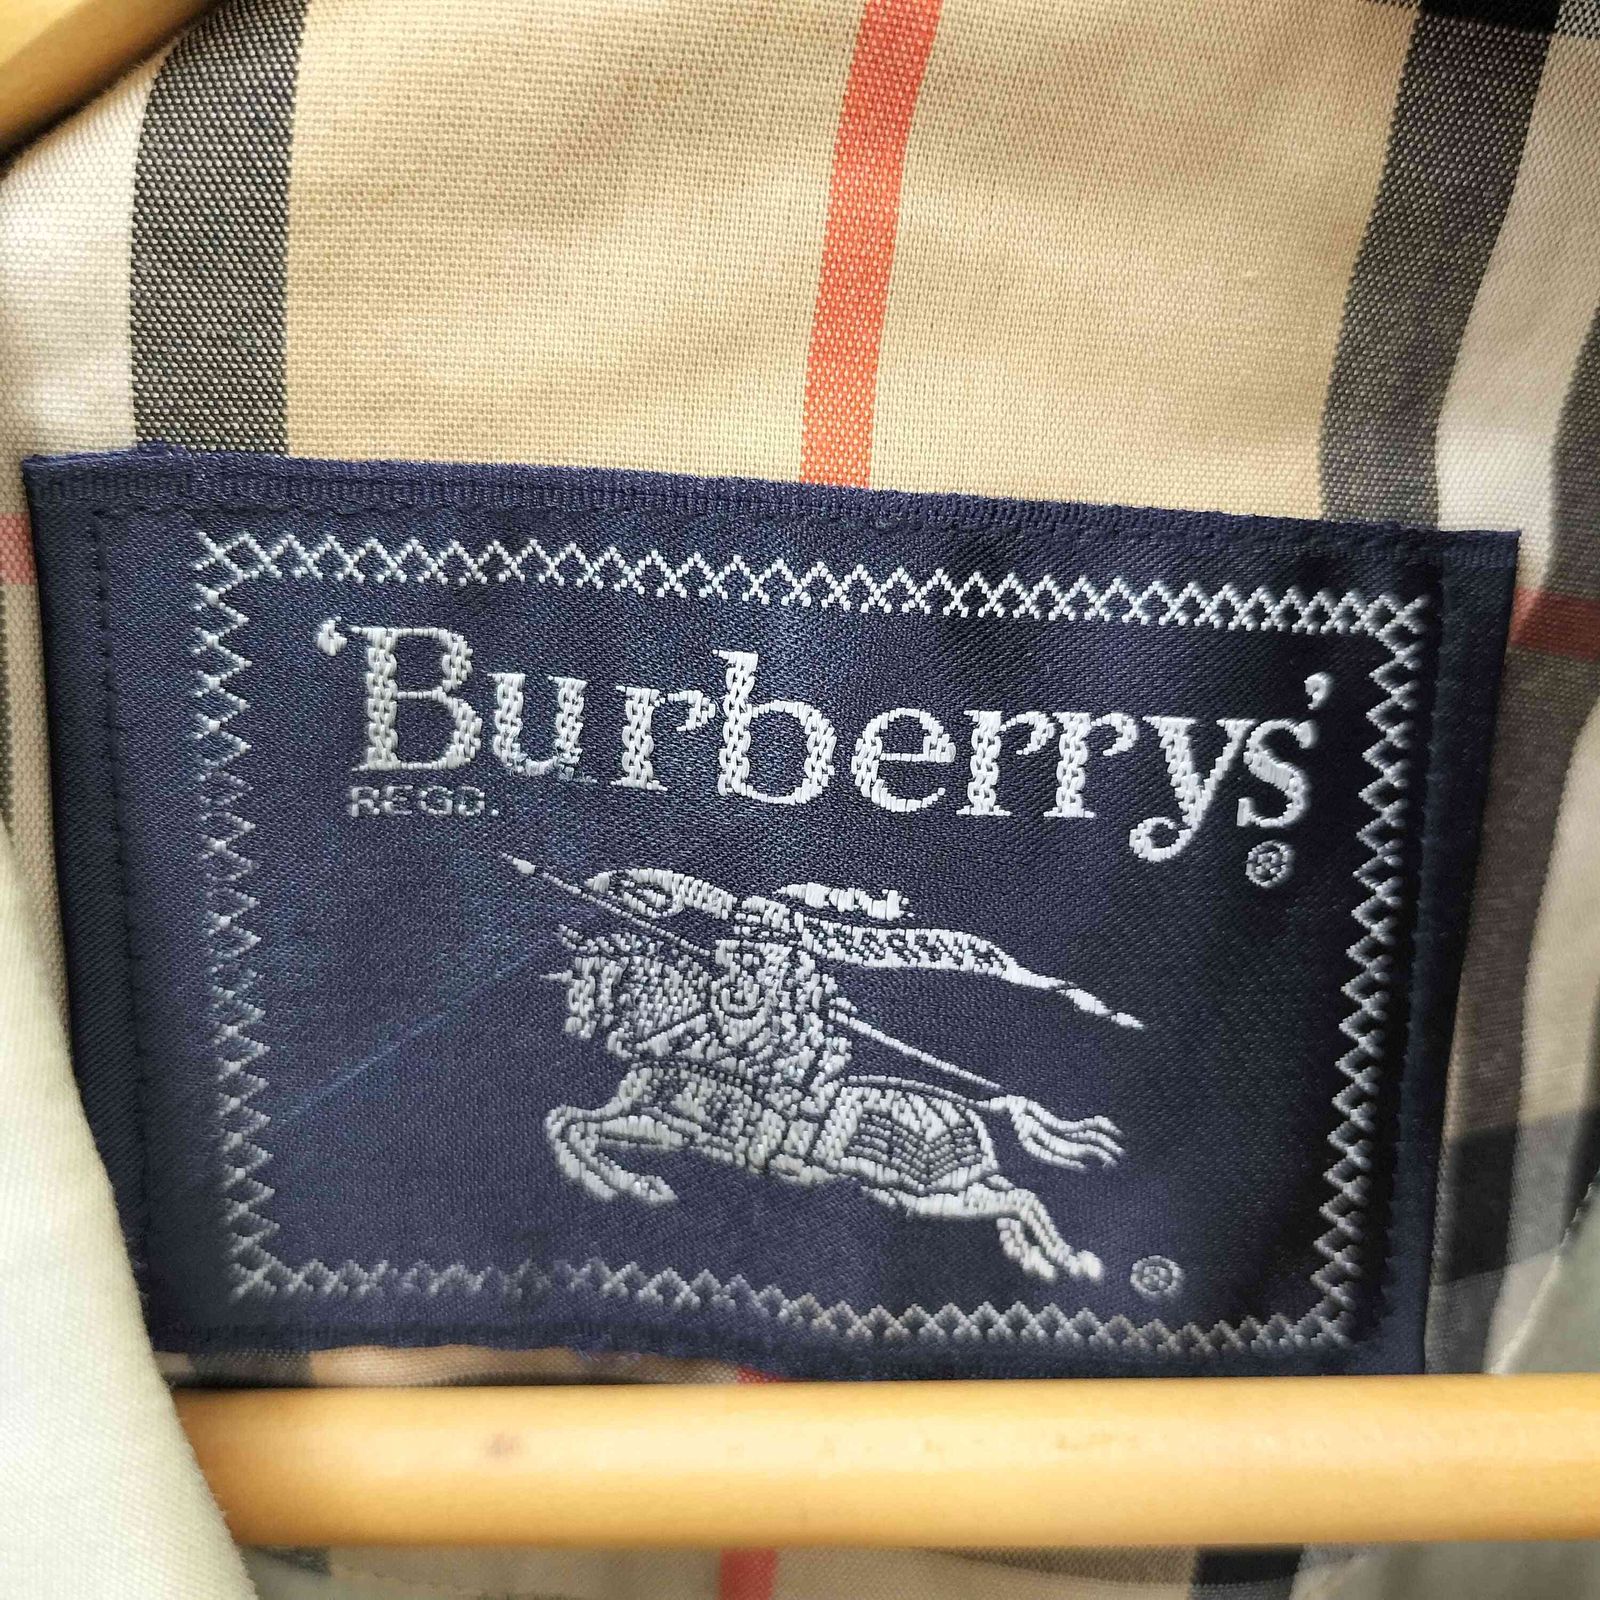 ‘Burberrys’
REGD.
®
®